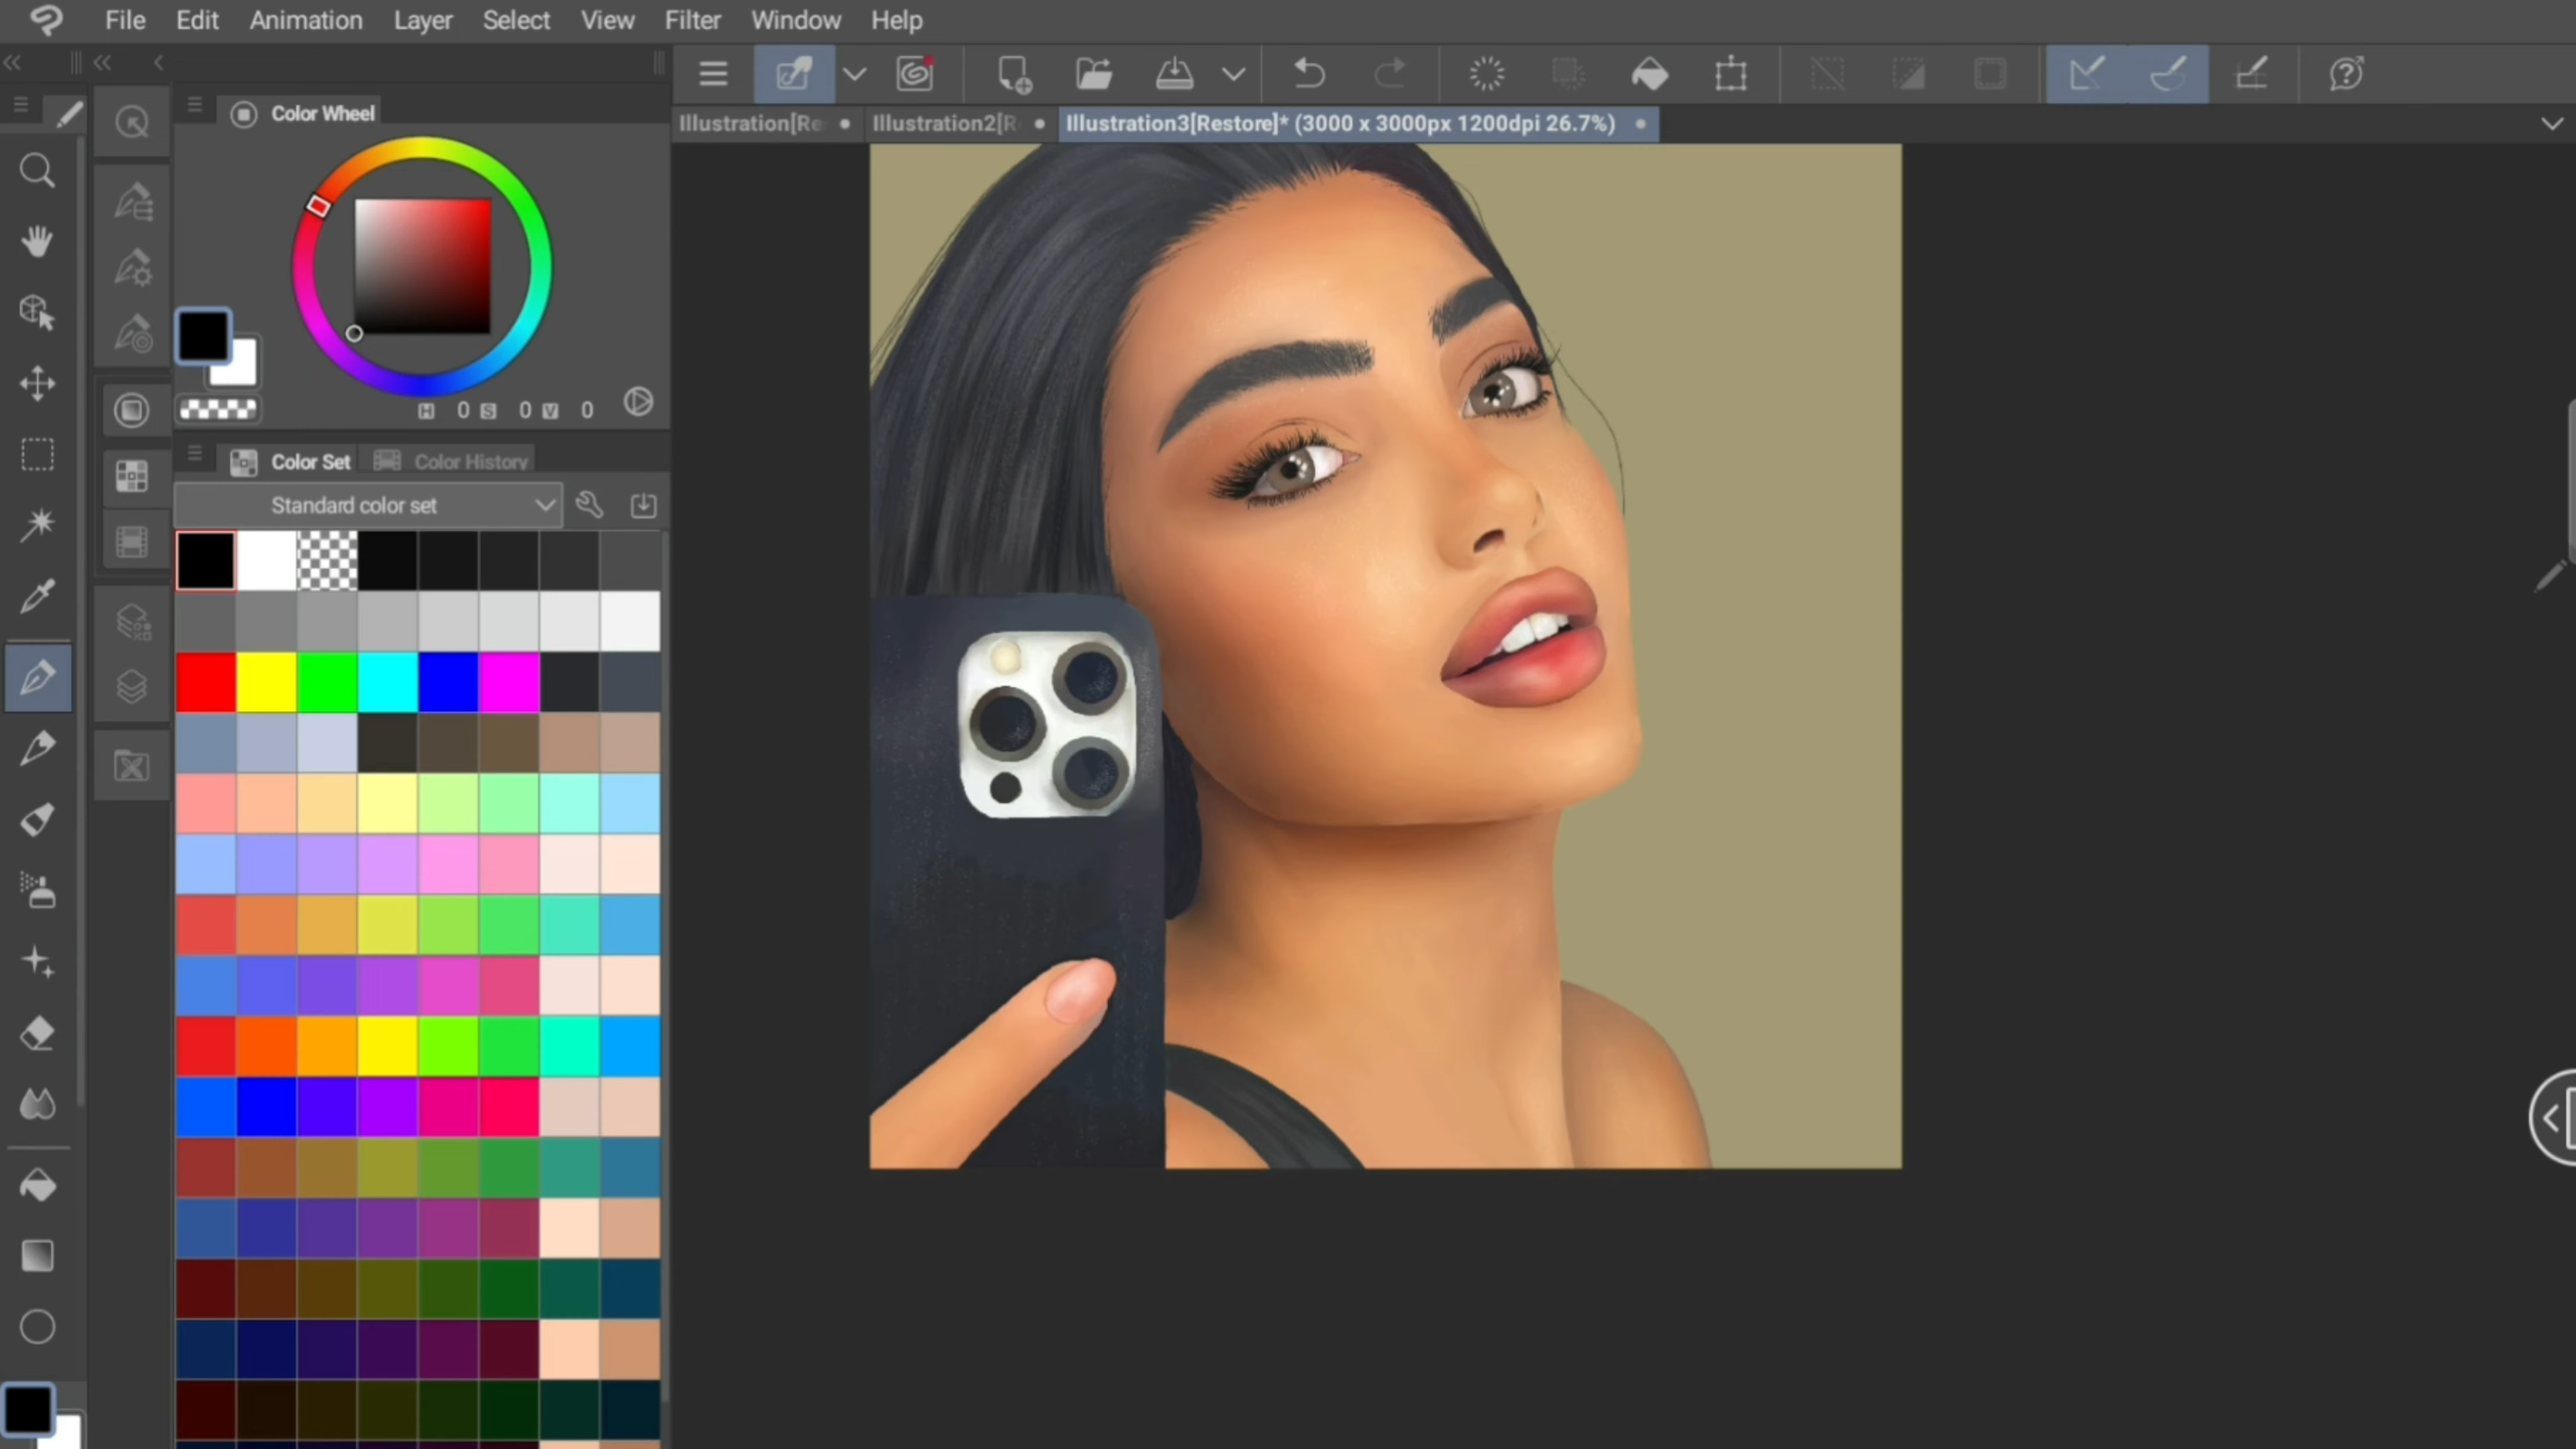 File Edit Animation Layer Select View Filter Window Help
Color Wheel
Illustration[Re
Illustration2[R
Illustration3[Restore]* (3000 x 3000px 1200dpi 26.7%)
H 0 S 0 V 0
Color Set
Color History
Standard color set